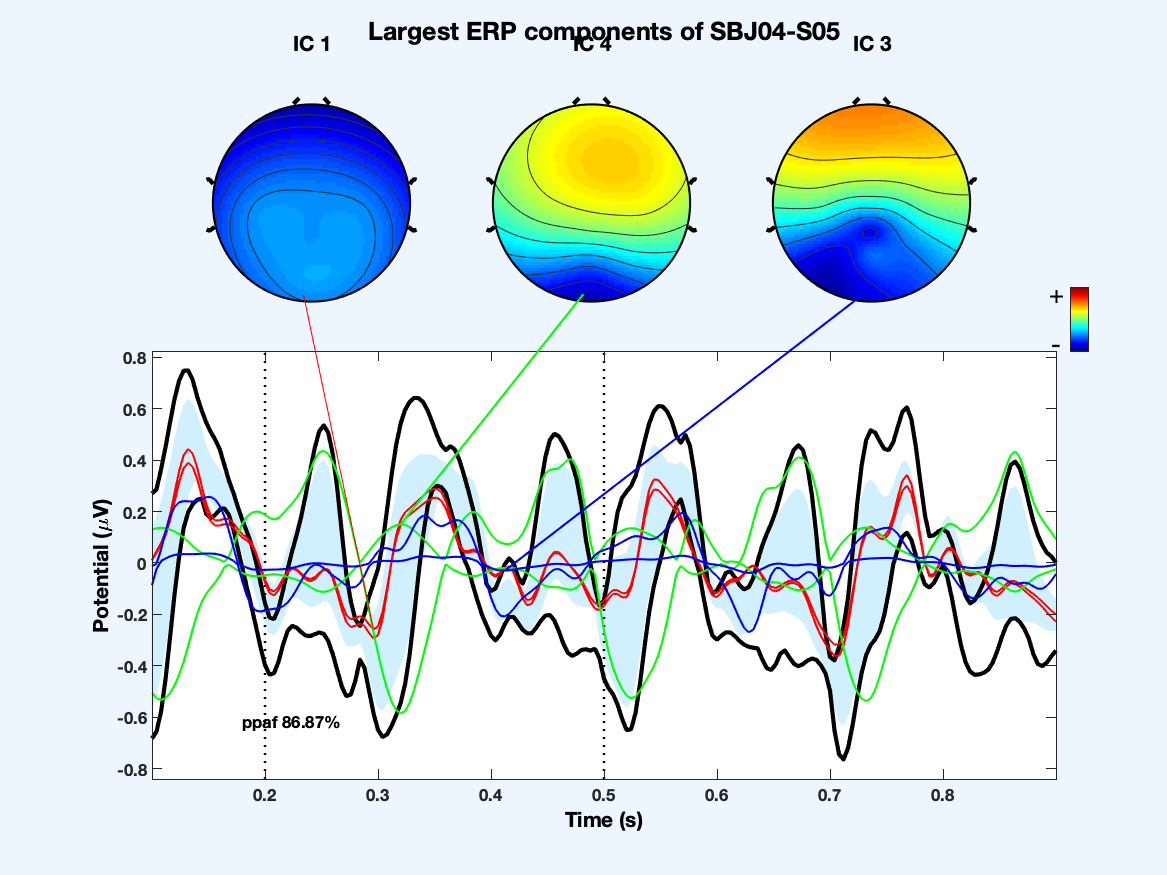 Largest ERP components of SBJ04-S05
IC 1
IC 4
IC 3
+
-
0.8
0.6
0.4
0.2
0
-0.2
-0.4
-0.6
-0.8
Potential (μV)
ppaf 86.87%
0.2
0.3
0.4
0.5
0.6
0.7
0.8
Time (s)